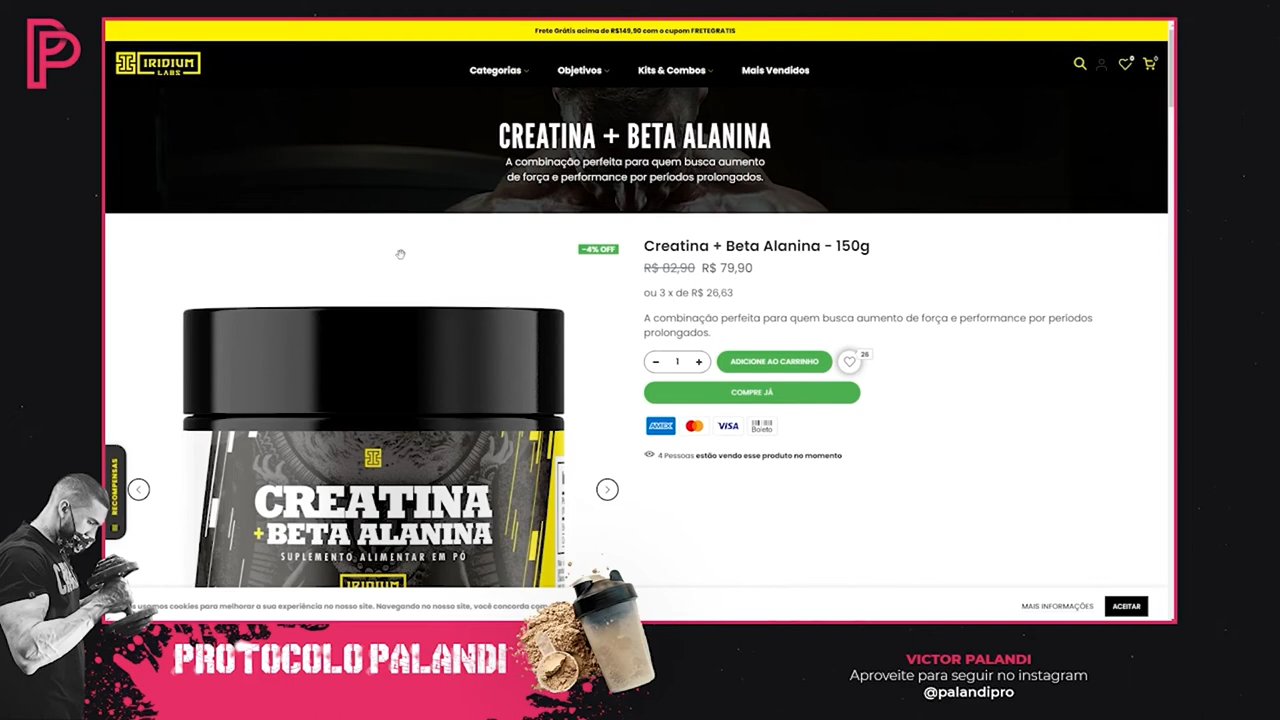 Frete Grátis acima de R$149,90 com o cupom FRETEGRATIS
IRIDIUM
LABS
Categorias
Objetivos
Kits & Combos
Mais Vendidos
0
0
CREATINA + BETA ALANINA
A combinação perfeita para quem busca aumento
de força e performance por períodos prolongados.
-4% OFF
Creatina + Beta Alanina - 150g
R$ 82,90 R$ 79,90
ou 3 x de R$ 26,63
A combinação perfeita para quem busca aumento de força e performance por períodos
prolongados.
- 1 +
ADICIONE AO CARRINHO
26
COMPRE JÁ
AMEX
VISA
Boleto
4 Pessoas estão vendo esse produto no momento
RECOMPENSAS
CREATINA
+BETA ALANINA
SUPLEMENTO ALIMENTAR EM PÓ
IRIDIUM
usamos cookies para melhorar a sua experiência no nosso site. Navegando no nosso site, você concorda com
MAIS INFORMAÇÕES
ACEITAR
PROTOCOLO PALANDI
VICTOR PALANDI
Aproveite para seguir no instagram
@palandipro